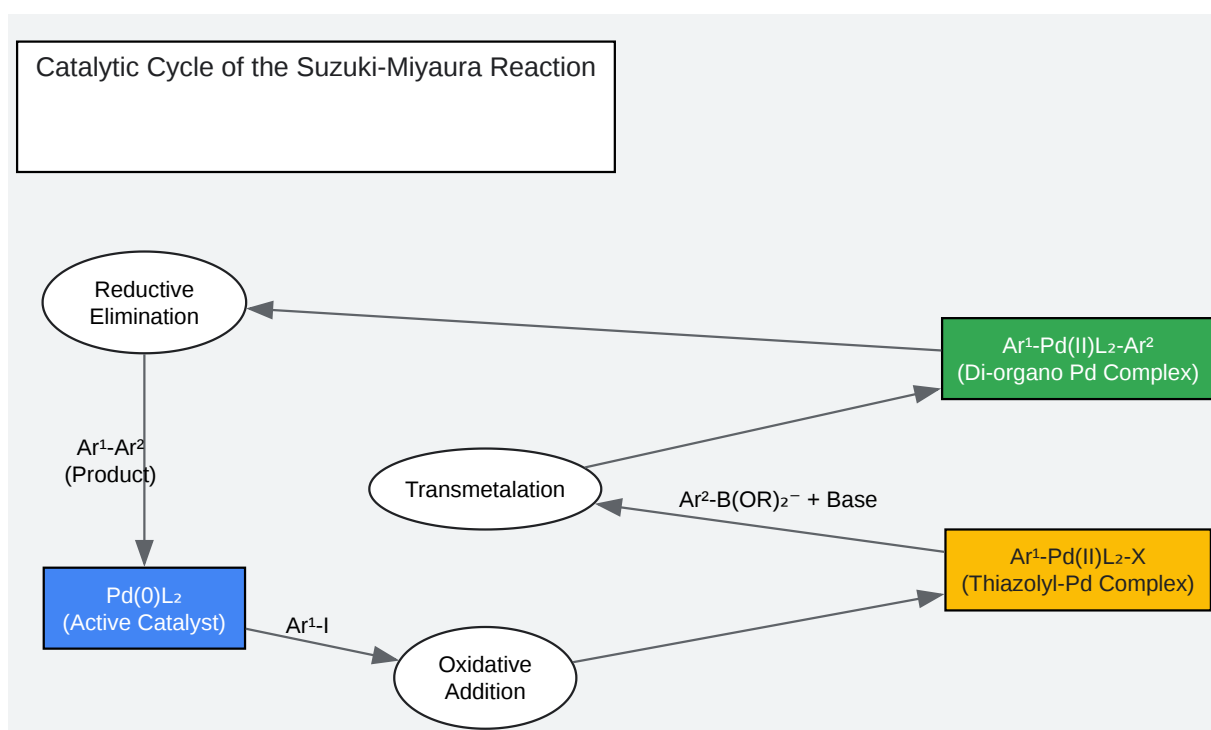 Catalytic Cycle of the Suzuki-Miyaura Reaction
Reductive
Elimination
Ar¹-Pd(II)L₂-Ar²
(Di-organo Pd Complex)
Ar¹-Ar²
(Product)
Transmetalation
Ar²-B(OR)₂⁻ + Base
Ar¹-Pd(II)L₂-X
(Thiazolyl-Pd Complex)
Pd(0)L₂
(Active Catalyst)
Ar¹-I
Oxidative
Addition